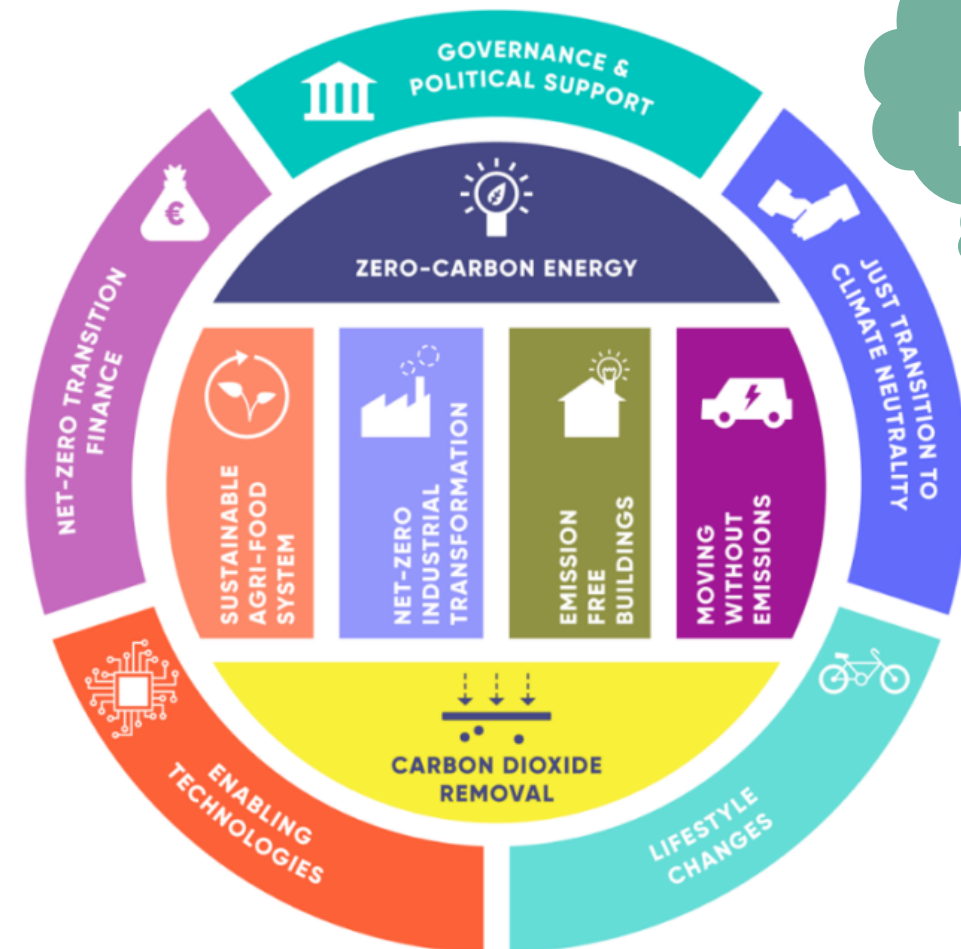 GOVERNANCE &
POLITICAL SUPPORT
JUST TRANSITION TO
CLIMATE NEUTRALITY
NET-ZERO TRANSITION
FINANCE
€
ZERO-CARBON ENERGY
SUSTAINABLE
AGRI-FOOD
SYSTEM
NET-ZERO
INDUSTRIAL
TRANSFORMATION
EMISSION
FREE
BUILDINGS
MOVING
WITHOUT
EMISSIONS
CARBON DIOXIDE
REMOVAL
ENABLING
TECHNOLOGIES
LIFESTYLE
CHANGES